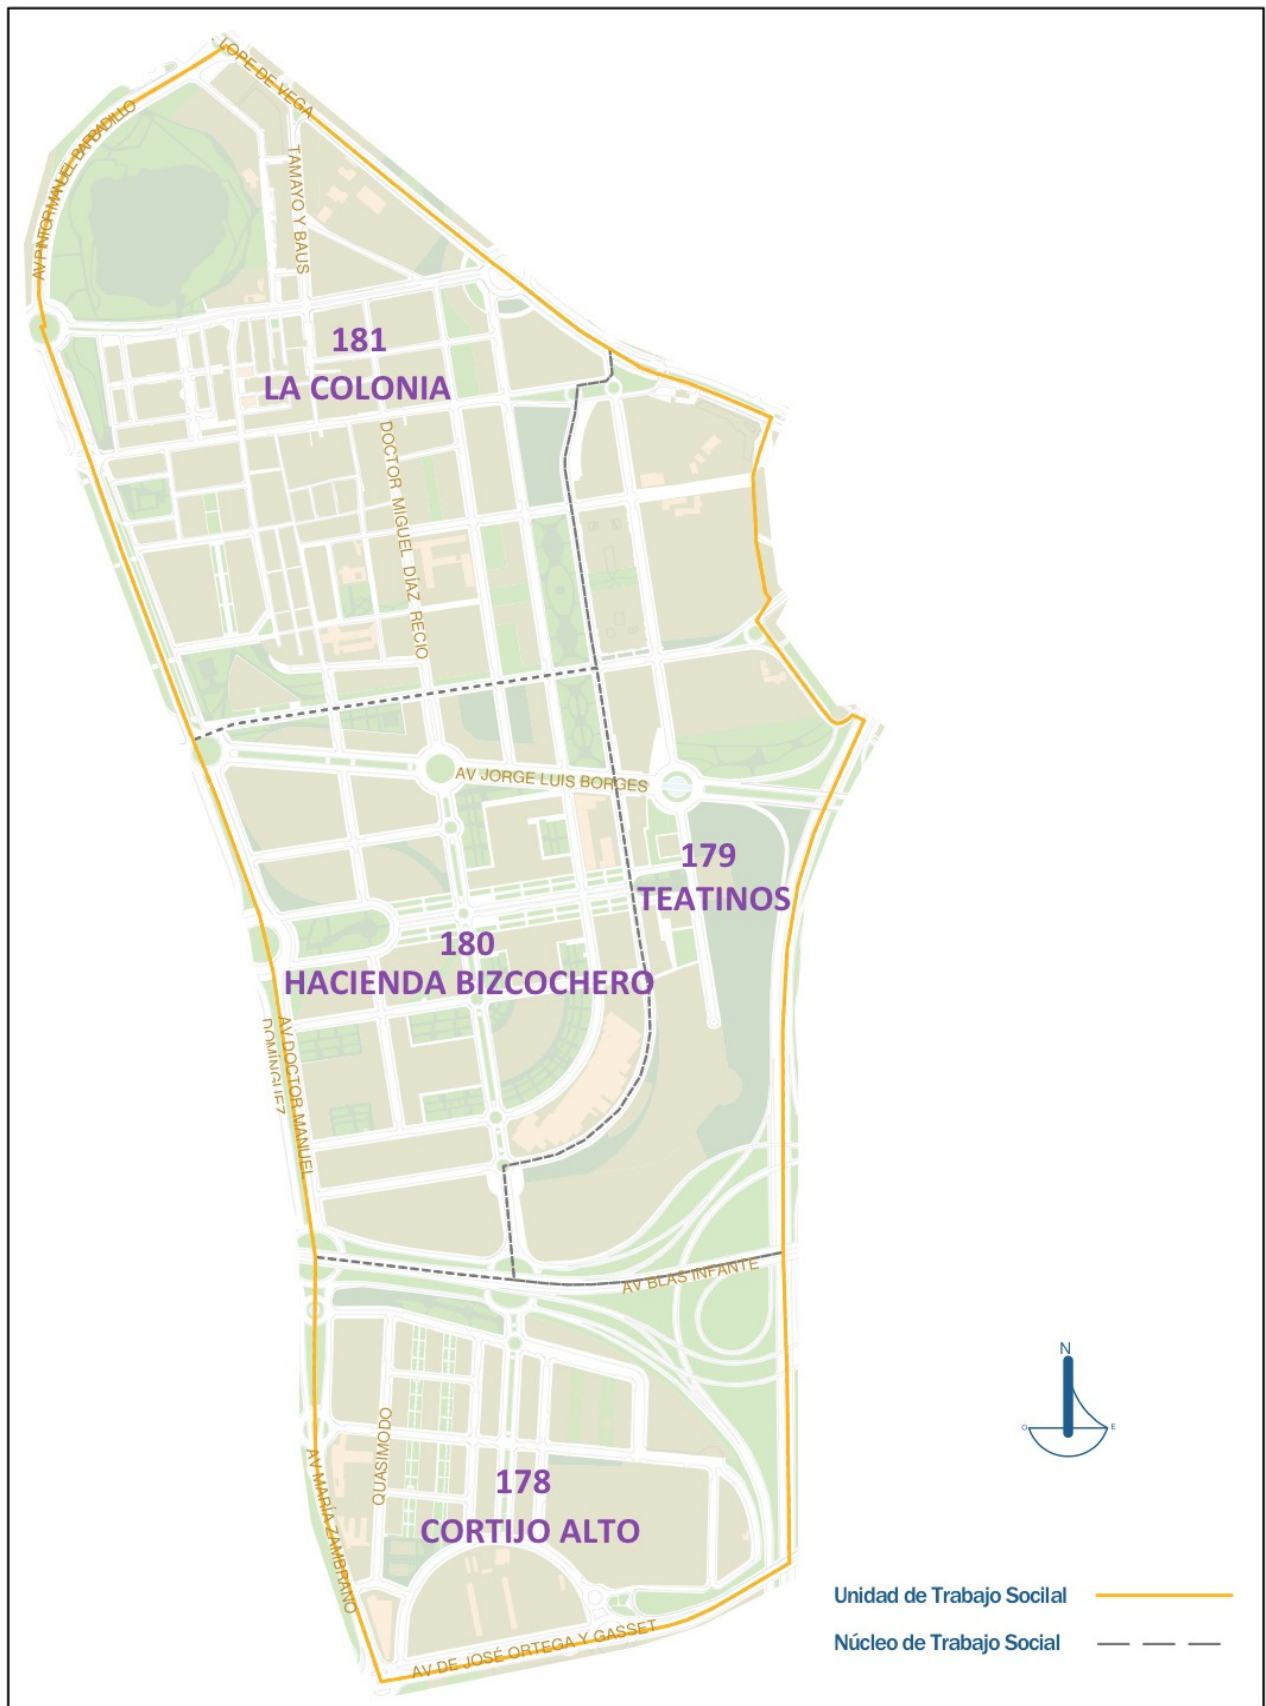 LOPE DE VEGA
AV PINTOR MANUEL BARBADILLO
TAMAYO Y BAUS
181
LA COLONIA
DOCTOR MIGUEL DÍAZ RECIO
AV JORGE LUIS BORGES
179
TEATINOS
180
HACIENDA BIZCOCHERO
AV DOCTOR MANUEL
DOMÍNGUEZ
AV BLAS INFANTE
N
O
E
QUASIMODO
AV MARÍA ZAMBRANO
178
CORTIJO ALTO
AV DE JOSÉ ORTEGA Y GASSET
Unidad de Trabajo Socilal
Núcleo de Trabajo Social